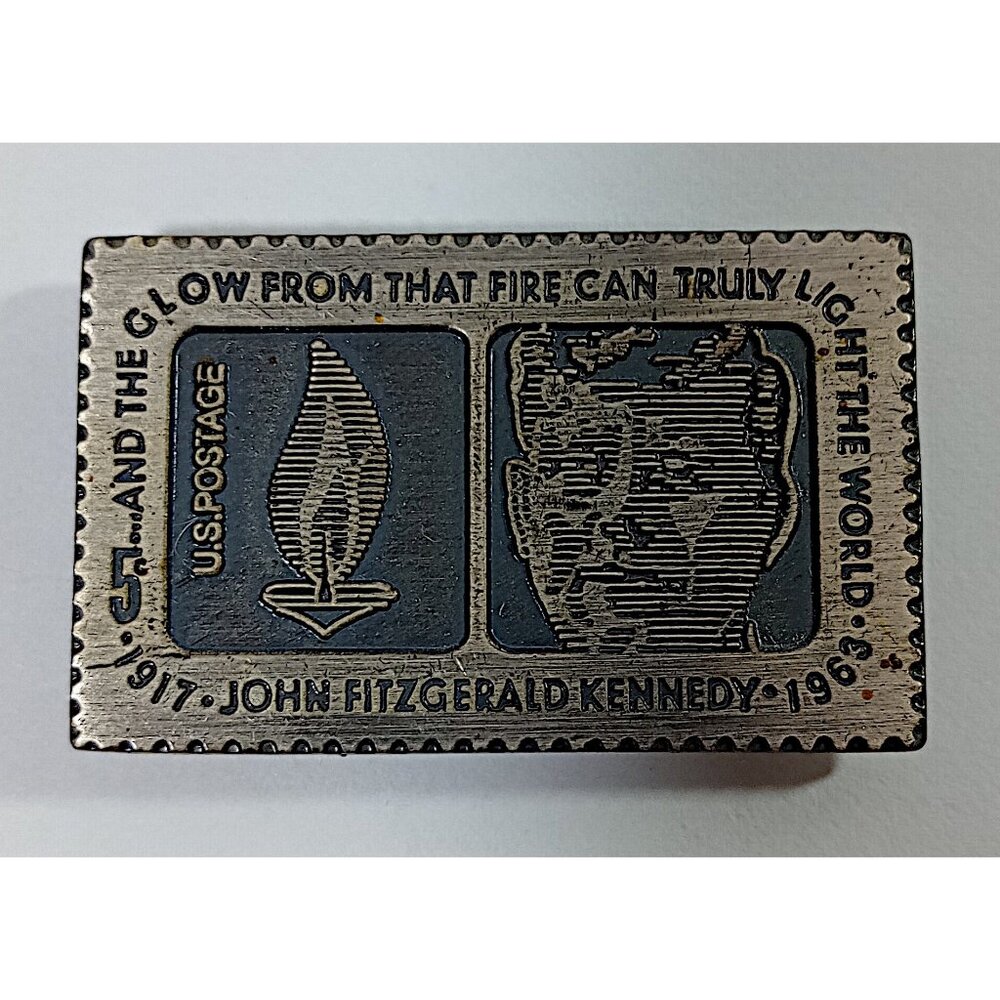 5¢ ...AND THE GLOW FROM THAT FIRE CAN TRULY LIGHT THE WORLD •
U.S.POSTAGE
1917 • JOHN FITZGERALD KENNEDY • 1963